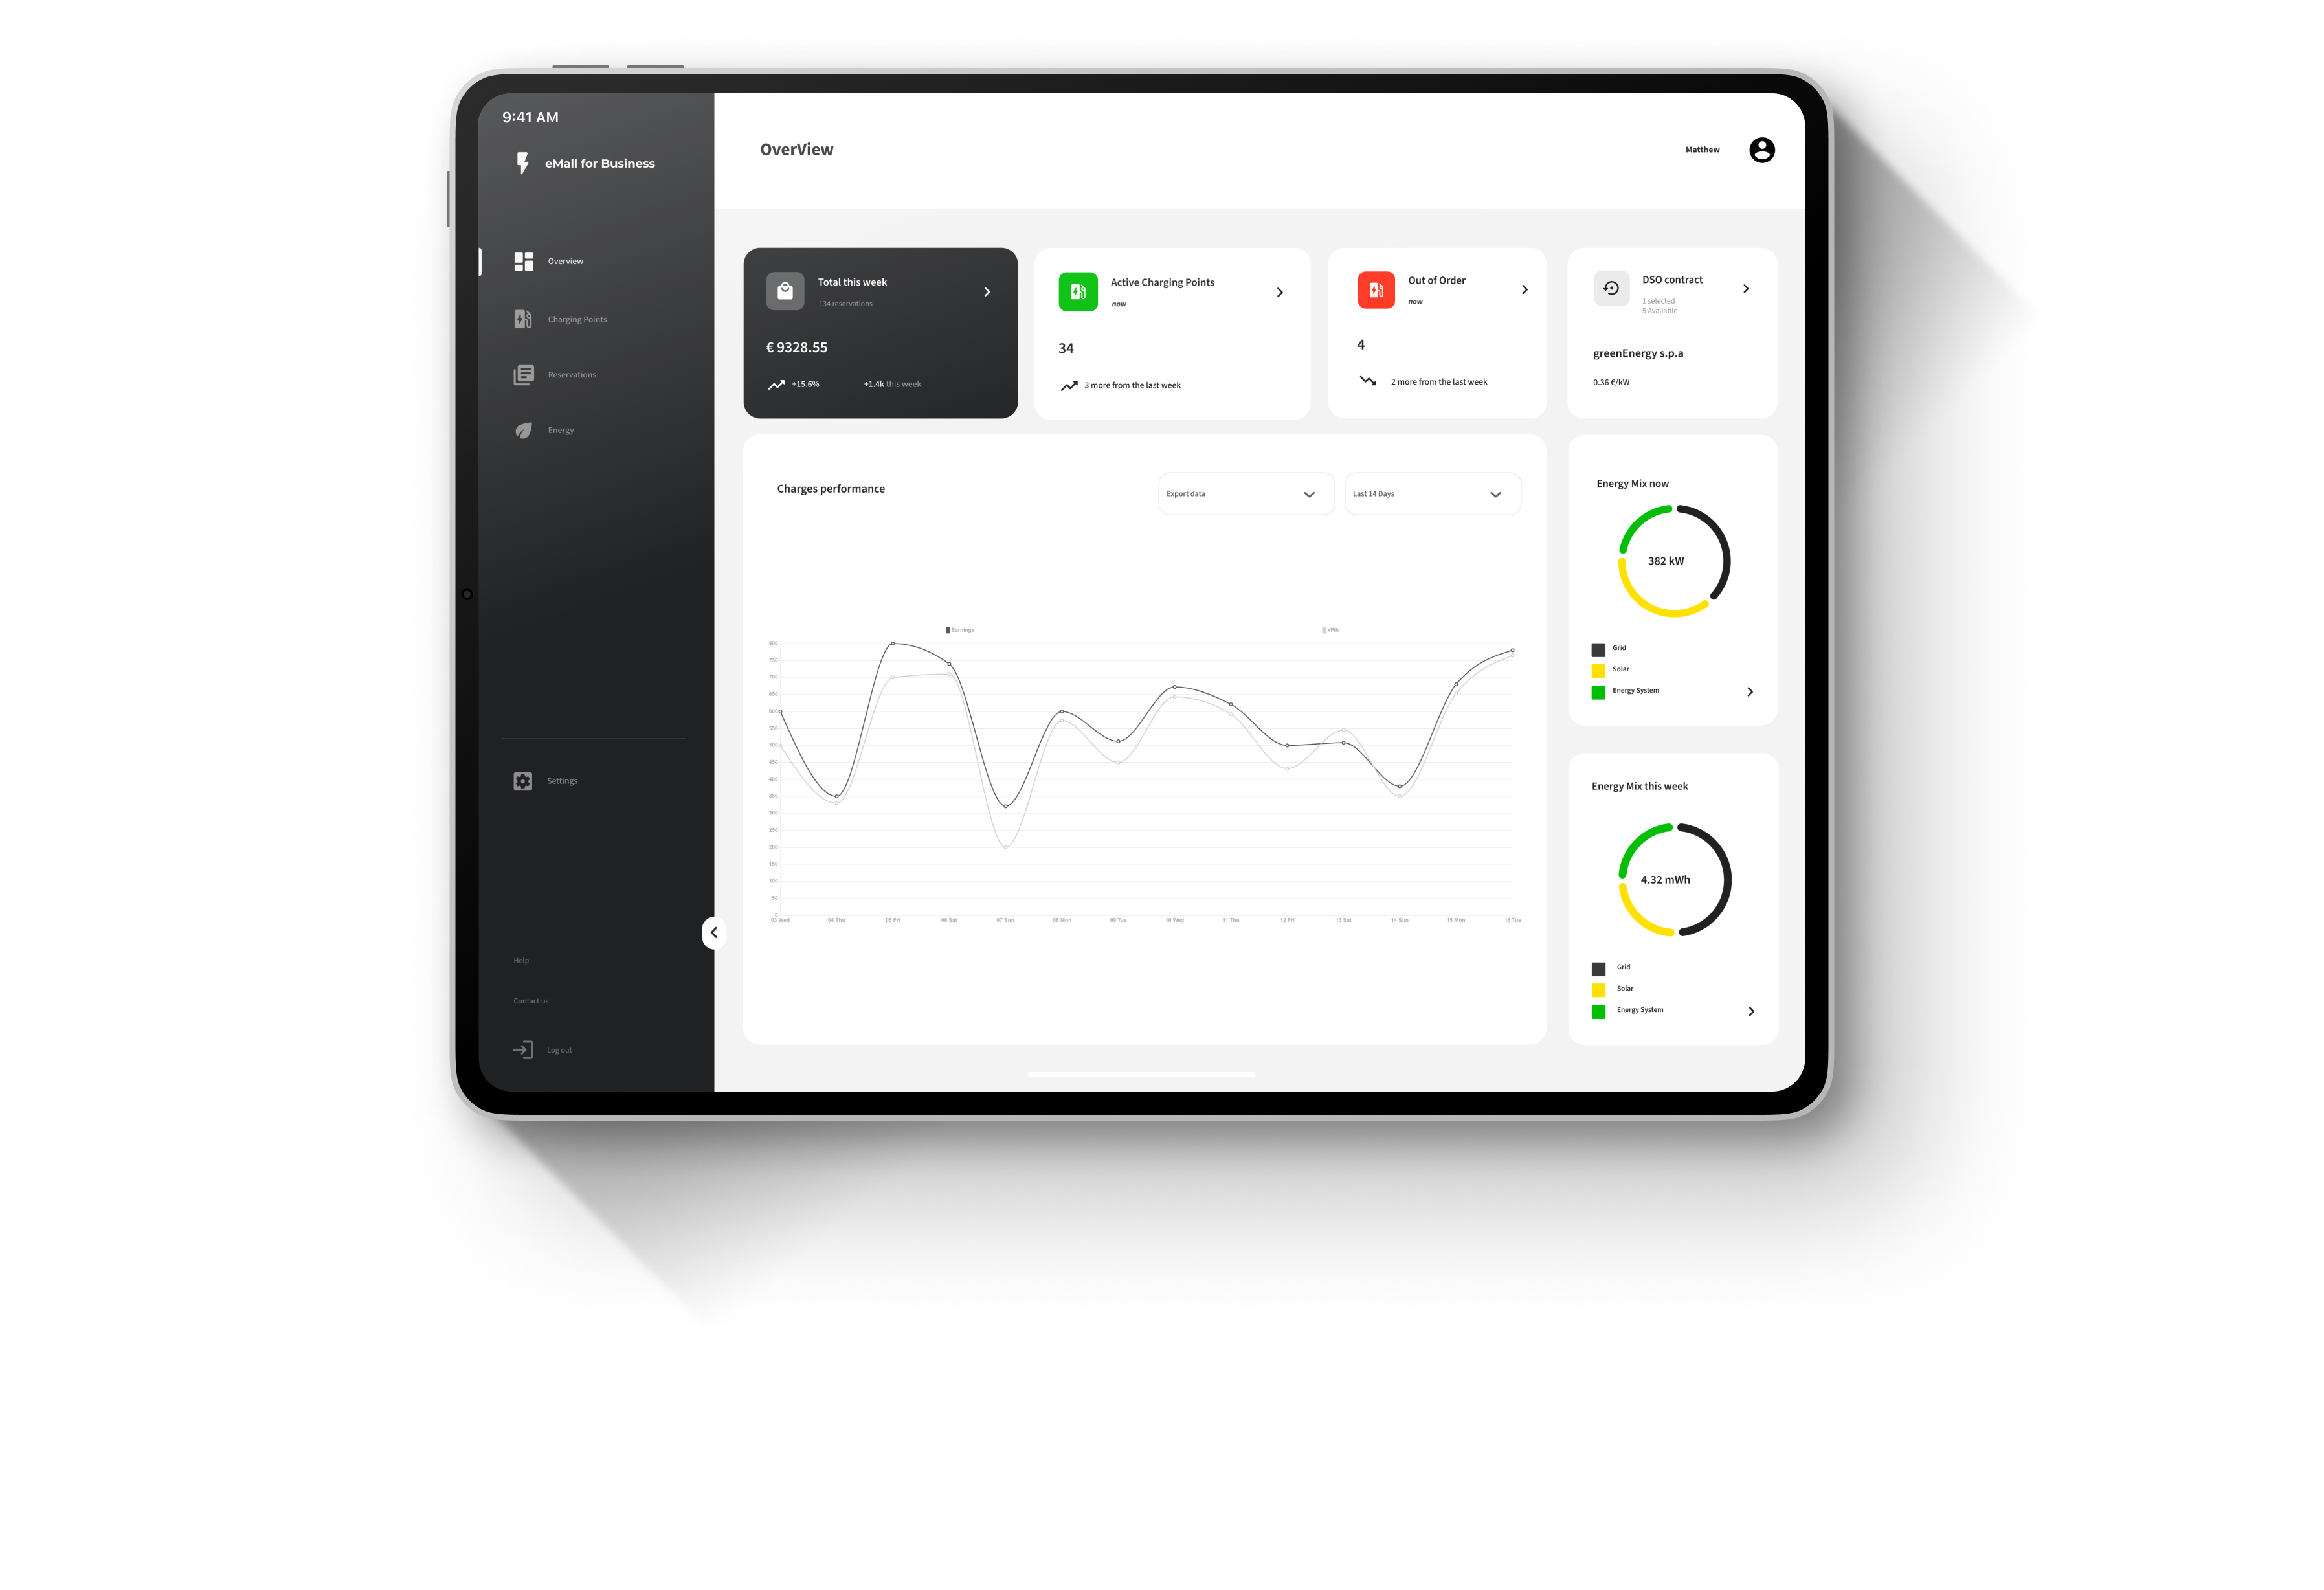 9:41 AM
eMall for Business
Overview
Charging Points
Reservations
Energy
Settings
Help
Contact us
Log out
OverView
Matthew
Total this week
134 reservations
€ 9328.55
+15.6%
+1.4k this week
Active Charging Points
now
34
3 more from the last week
Out of Order
now
4
2 more from the last week
DSO contract
1 selected
5 Available
greenEnergy s.p.a
0.36 €/kW
Charges performance
Export data
Last 14 Days
Earnings
kWh
800
750
700
650
600
550
500
450
400
350
300
250
200
150
100
50
0
03 Wed
04 Thu
05 Fri
06 Sat
07 Sun
08 Mon
09 Tue
10 Wed
11 Thu
12 Fri
13 Sat
14 Sun
15 Mon
16 Tue
Energy Mix now
382 kW
Grid
Solar
Energy System
Energy Mix this week
4.32 mWh
Grid
Solar
Energy System